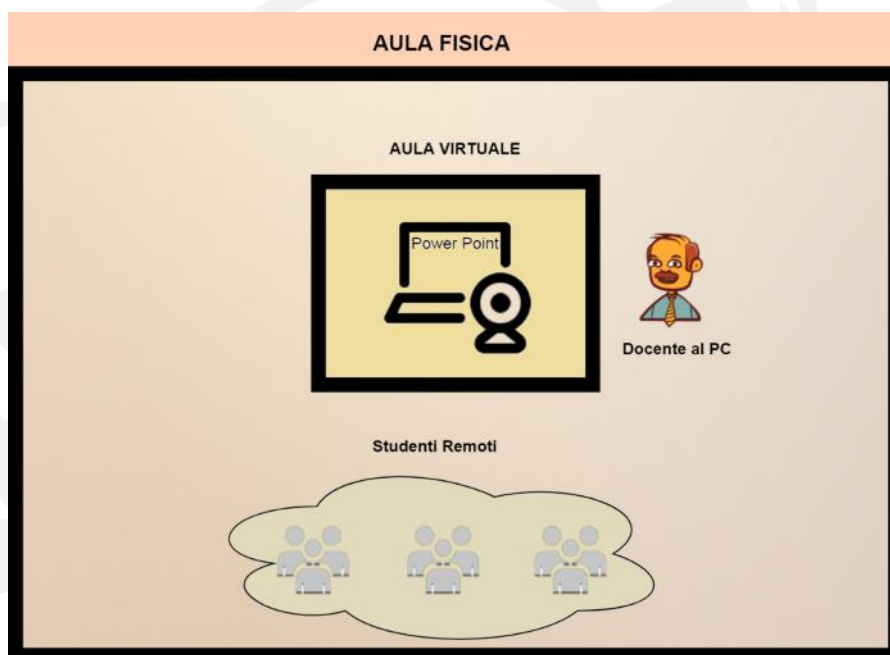 AULA FISICA
AULA VIRTUALE
Power Point
Docente al PC
Studenti Remoti